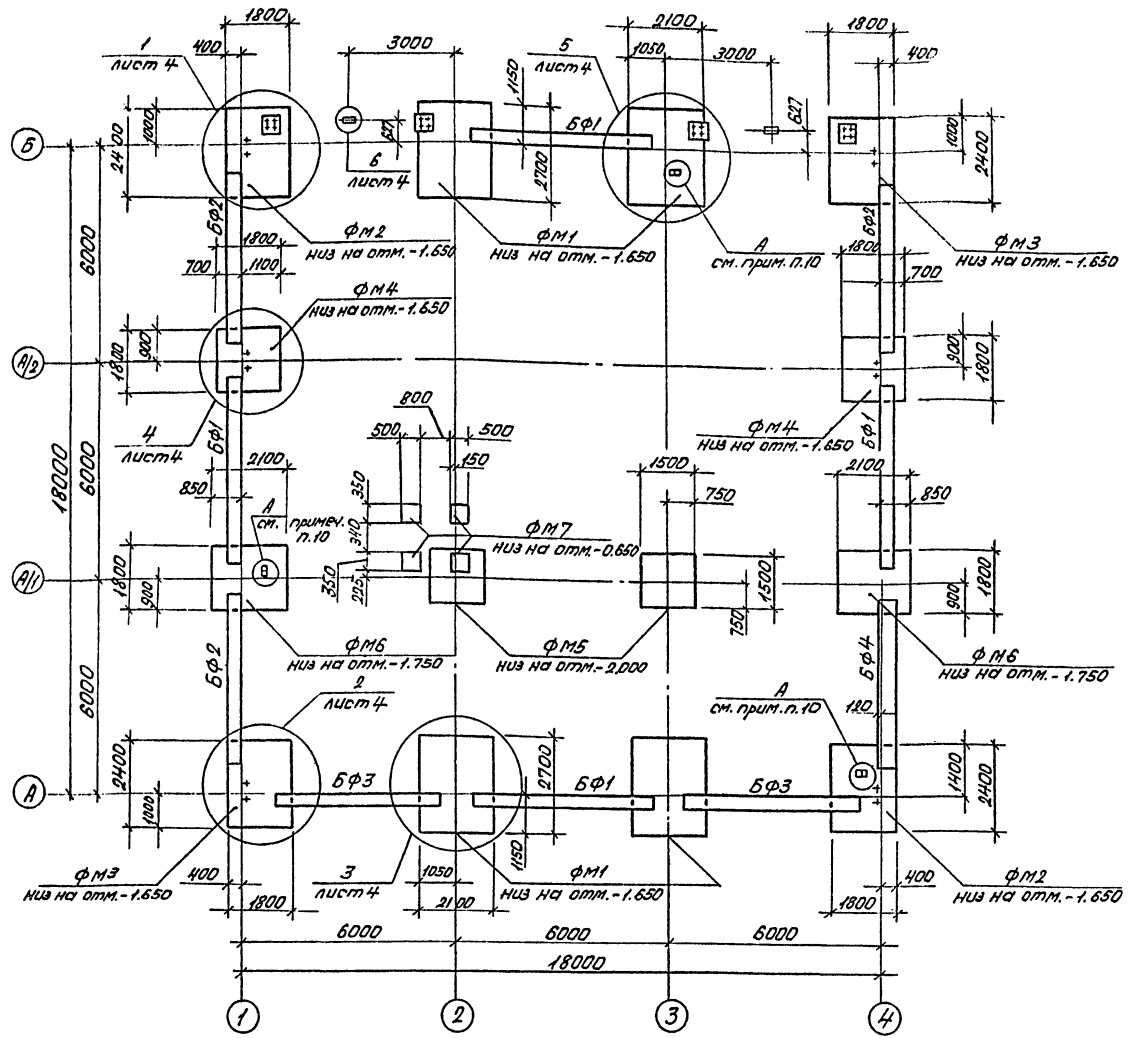 1800
2100
1800
1
лист 4
400
3000
5
лист 4
1050
3000
400
1150
Б
2400
1000
627
6
лист 4
БФ1
2700
627
1000
2400
ФМ2
низ на отм.-1.650
ФМ1
низ на отм.-1.650
А
см. прим. п.10
ФМ3
низ на отм.-1.650
6000
БФ2
1800
700
1100
БФ2
1800
700
ФМ4
низ на отм.-1.650
А/2
1800
900
900
1800
4
лист 4
БФ1
800
500
500
150
ФМ4
низ на отм.-1.650
БФ1
18000
6000
2100
850
1500
750
2100
850
А
см. примеч.
п.10
350
340
350
225
ФМ7
низ на отм.-0.650
А/1
1800
900
1500
750
1800
900
ФМ6
низ на отм.-1.750
ФМ5
низ на отм.-2,000
ФМ6
низ на отм.-1.750
6000
БФ2
2
лист 4
А
см. прим. п.10
БФ4
120
А
2400
1000
БФ3
2700
1150
БФ1
БФ3
1400
2400
ФМ3
низ на отм.-1.650
400
1800
3
лист 4
1050
2100
ФМ1
низ на отм.-1.650
400
1800
ФМ2
низ на отм.-1.650
6000
6000
6000
18000
1
2
3
4